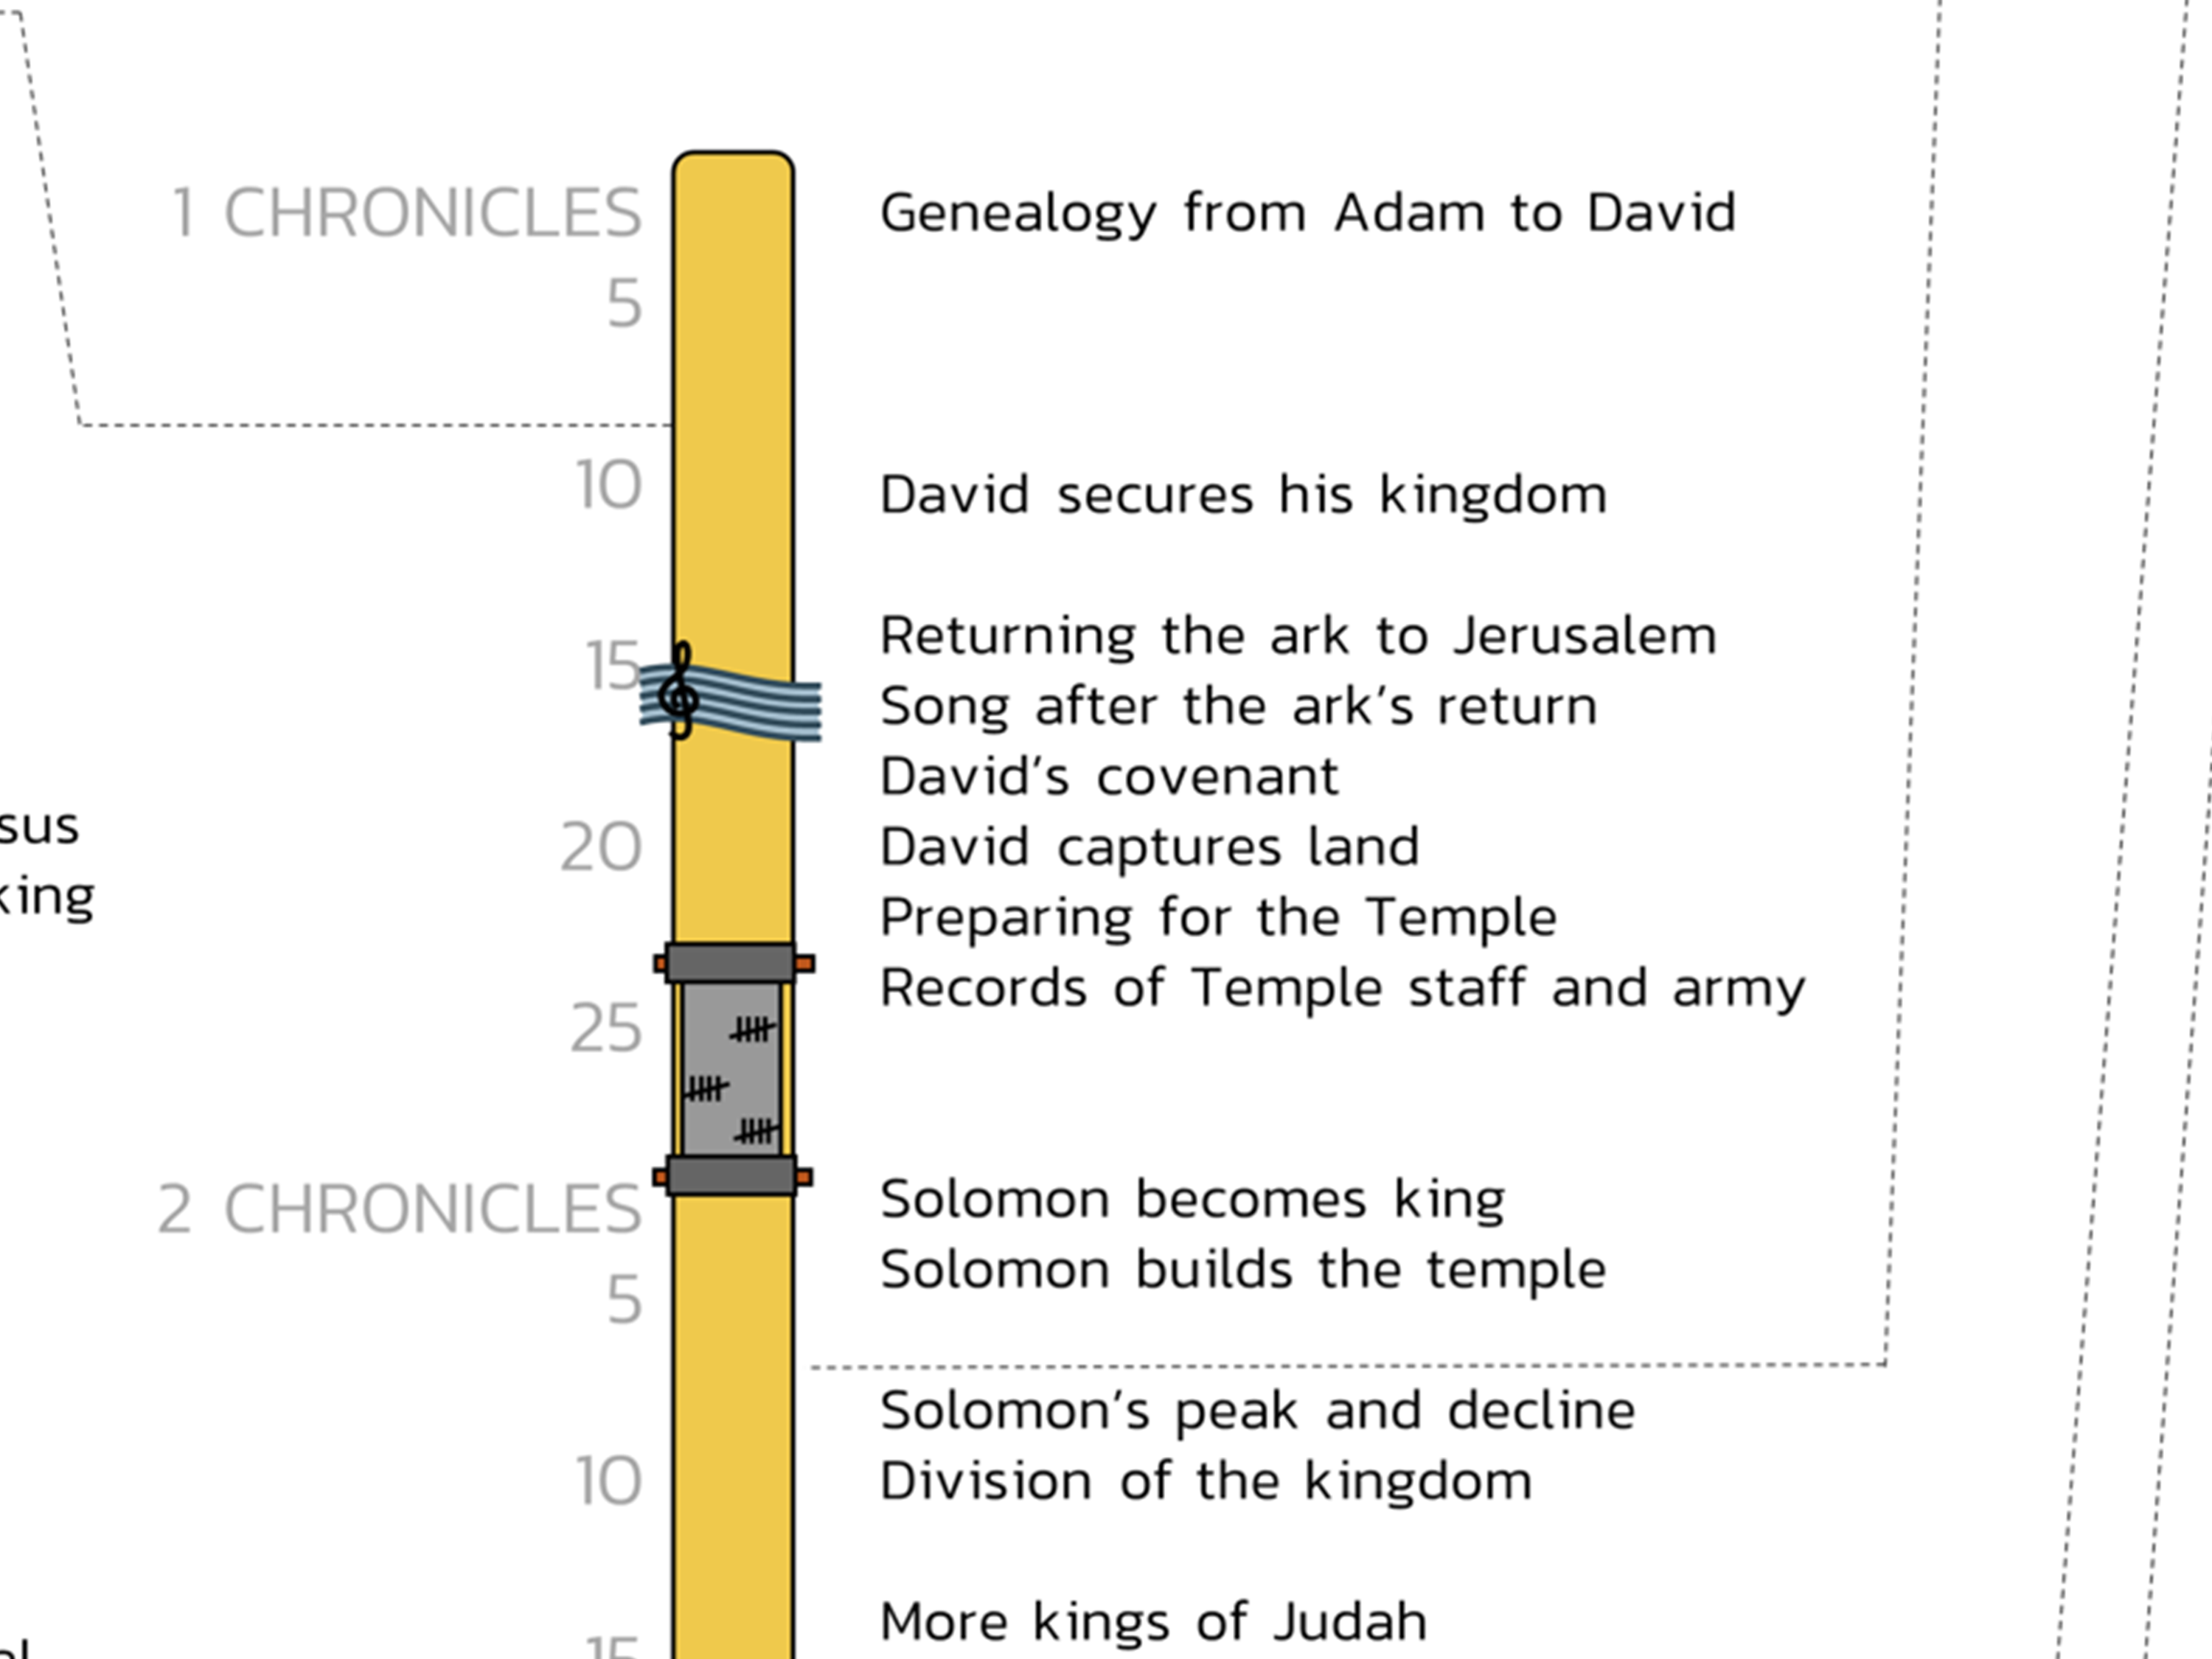 1 CHRONICLES
Genealogy from Adam to David
5
10
David secures his kingdom
15
Returning the ark to Jerusalem
Song after the ark’s return
David’s covenant
sus
20
David captures land
king
Preparing for the Temple
Records of Temple staff and army
25
2 CHRONICLES
Solomon becomes king
Solomon builds the temple
5
Solomon’s peak and decline
10
Division of the kingdom
More kings of Judah
15